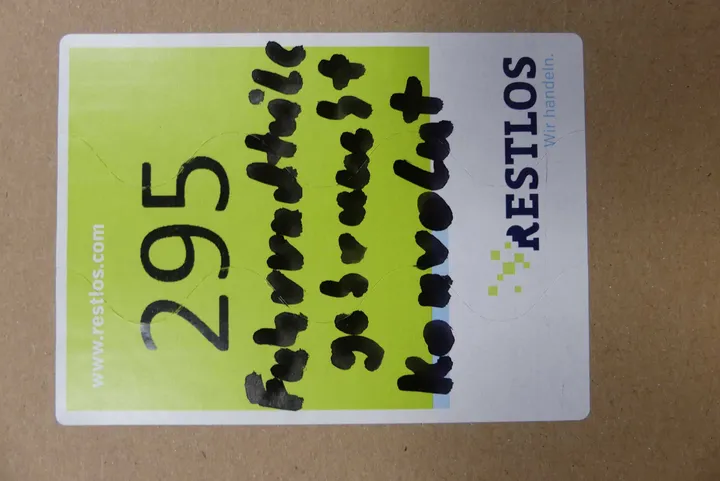 www.restlos.com
295
Fahrradteile
gebraucht
Konvolut
RESTLOS
Wir handeln.